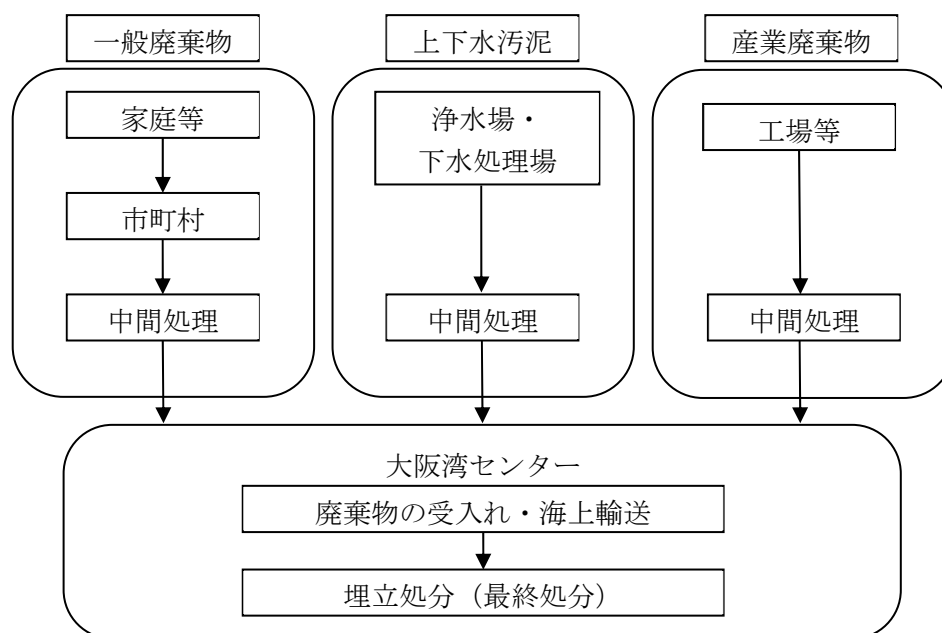 一般廃棄物
家庭等
市町村
中間処理
上下水汚泥
浄水場・
下水処理場
中間処理
産業廃棄物
工場等
中間処理
大阪湾センター
廃棄物の受入れ・海上輸送
埋立処分（最終処分）